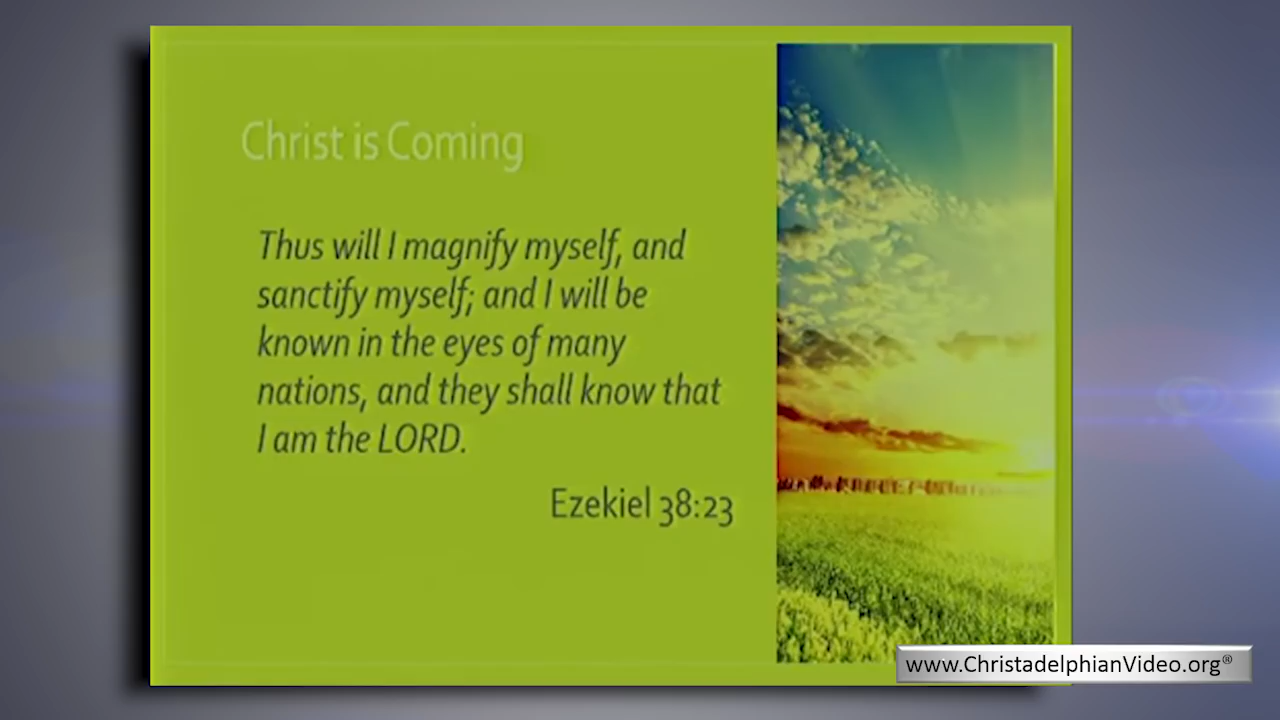 Christ is Coming
Thus will I magnify myself, and
sanctify myself; and I will be
known in the eyes of many
nations, and they shall know that
I am the LORD.
Ezekiel 38:23
www.ChristadelphianVideo.org®